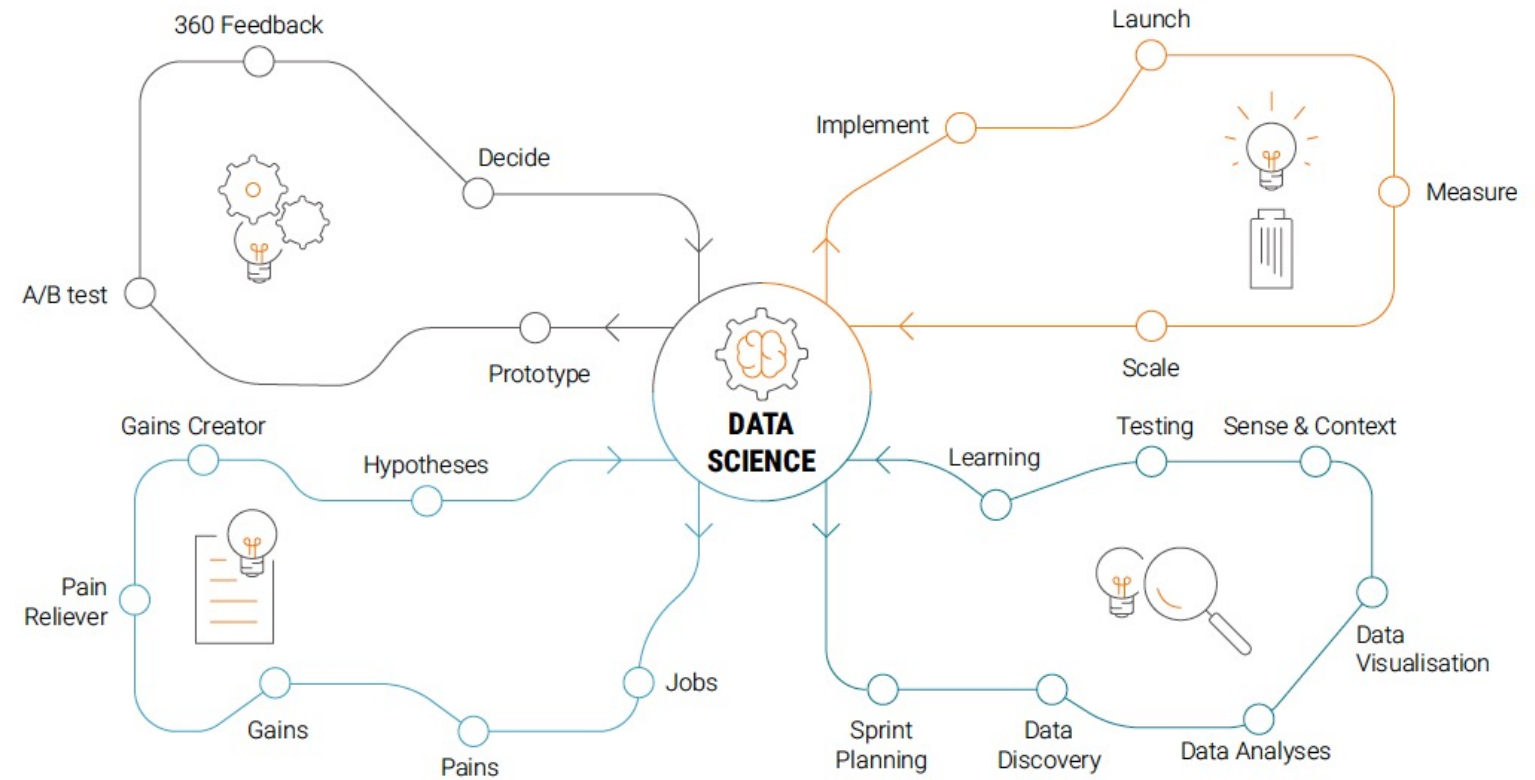 360 Feedback
Launch
Implement
Decide
Measure
A/B test
Prototype
Scale
DATA
SCIENCE
Gains Creator
Hypotheses
Learning
Testing
Sense & Context
Pain
Reliever
Jobs
Gains
Pains
Data
Visualisation
Sprint
Planning
Data
Discovery
Data Analyses